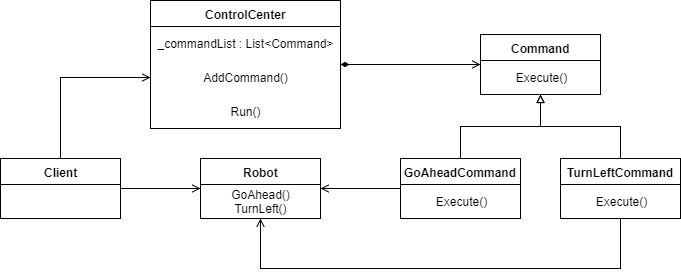 ControlCenter
_commandList : List<Command>
AddCommand()
Run()
Command
Execute()
Client
Robot
GoAhead()
TurnLeft()
GoAheadCommand
Execute()
TurnLeftCommand
Execute()